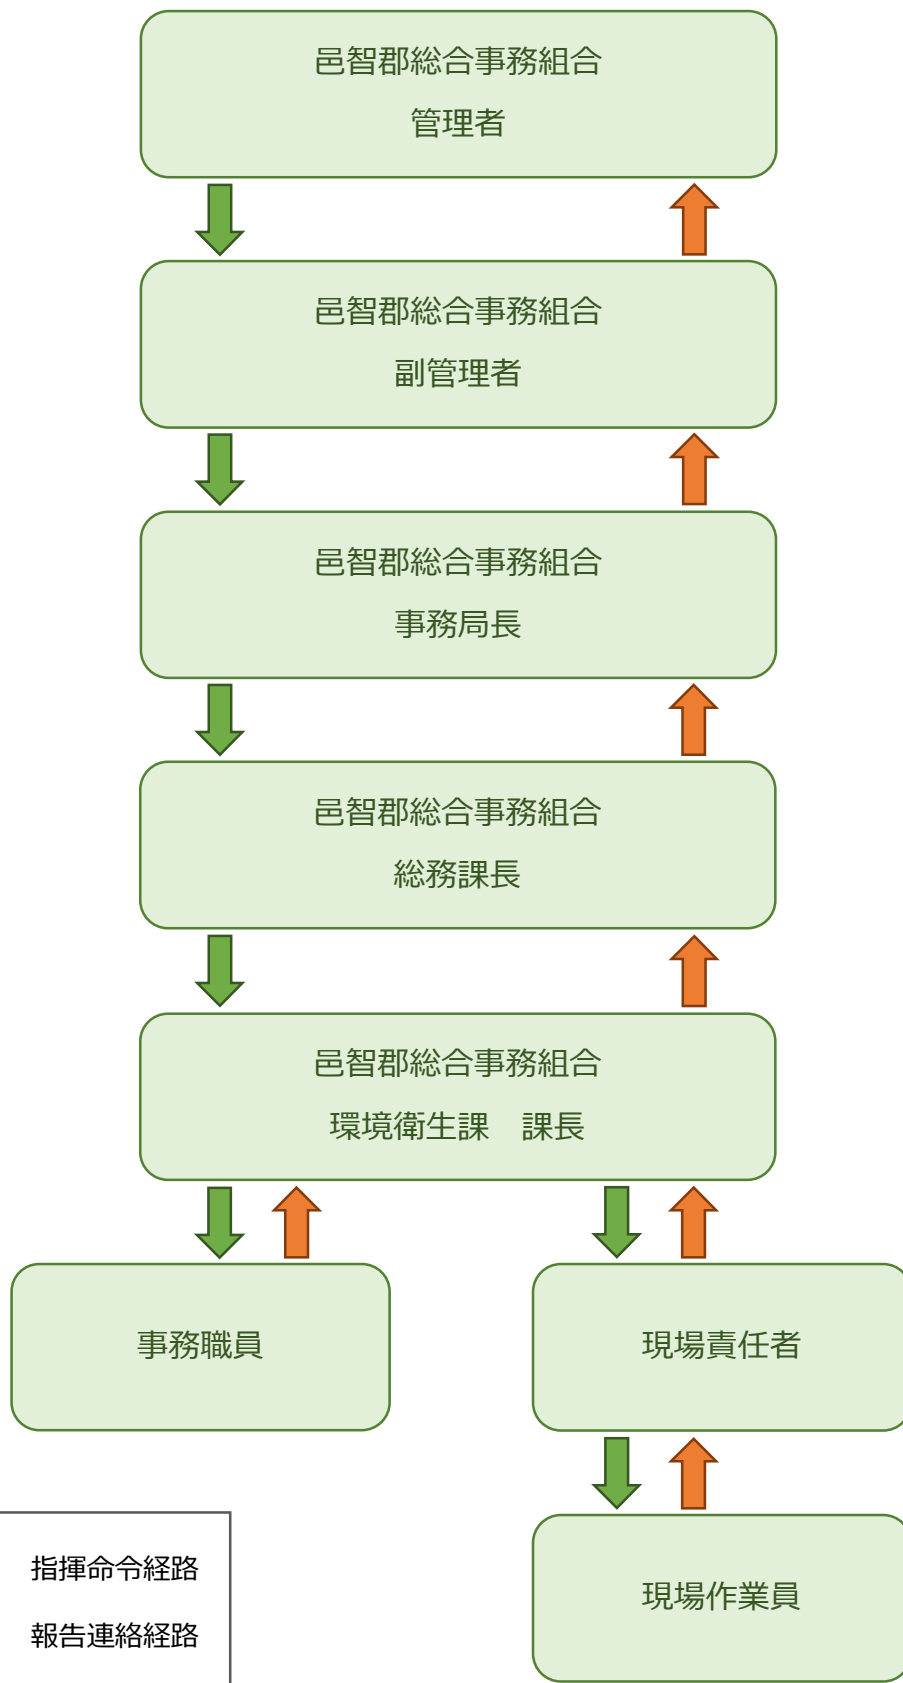 邑智郡総合事務組合
管理者
邑智郡総合事務組合
副管理者
邑智郡総合事務組合
事務局長
邑智郡総合事務組合
総務課長
邑智郡総合事務組合
環境衛生課　課長
事務職員
現場責任者
現場作業員
指揮命令経路
報告連絡経路